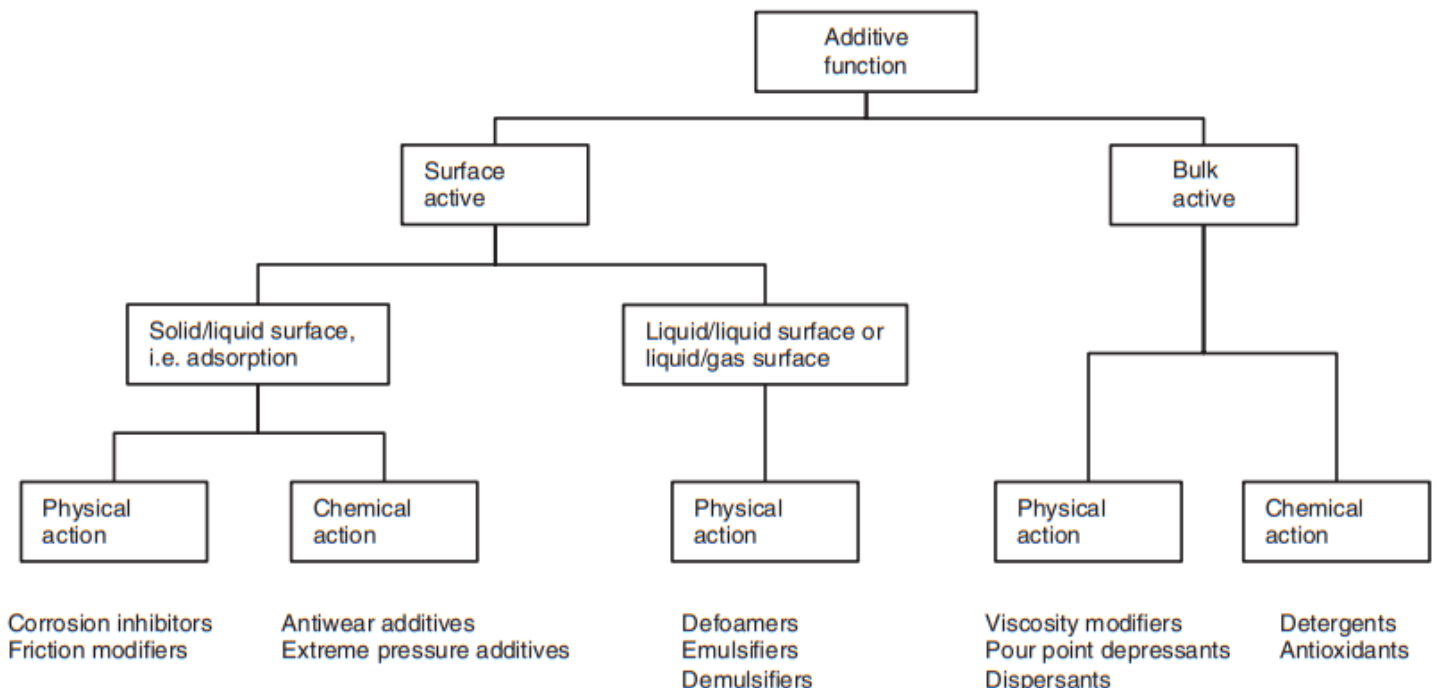 Additive
function
Surface
active
Bulk
active
Solid/liquid surface,
i.e. adsorption
Liquid/liquid surface or
liquid/gas surface
Physical
action
Chemical
action
Physical
action
Physical
action
Chemical
action
Corrosion inhibitors
Friction modifiers
Antiwear additives
Extreme pressure additives
Defoamers
Emulsifiers
Demulsifiers
Viscosity modifiers
Pour point depressants
Dispersants
Detergents
Antioxidants